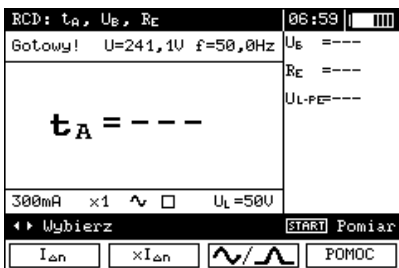 RCD: tA, UB, RE 06:59
Gotowy! U=241,1V f=50,0Hz
UB =---
RE =---
UL-PE=---
tA=---
300mA ×1 ∿ □ UL=50V
◂▸ Wybierz START Pomiar
IΔn ×IΔn ∿/ POMOC